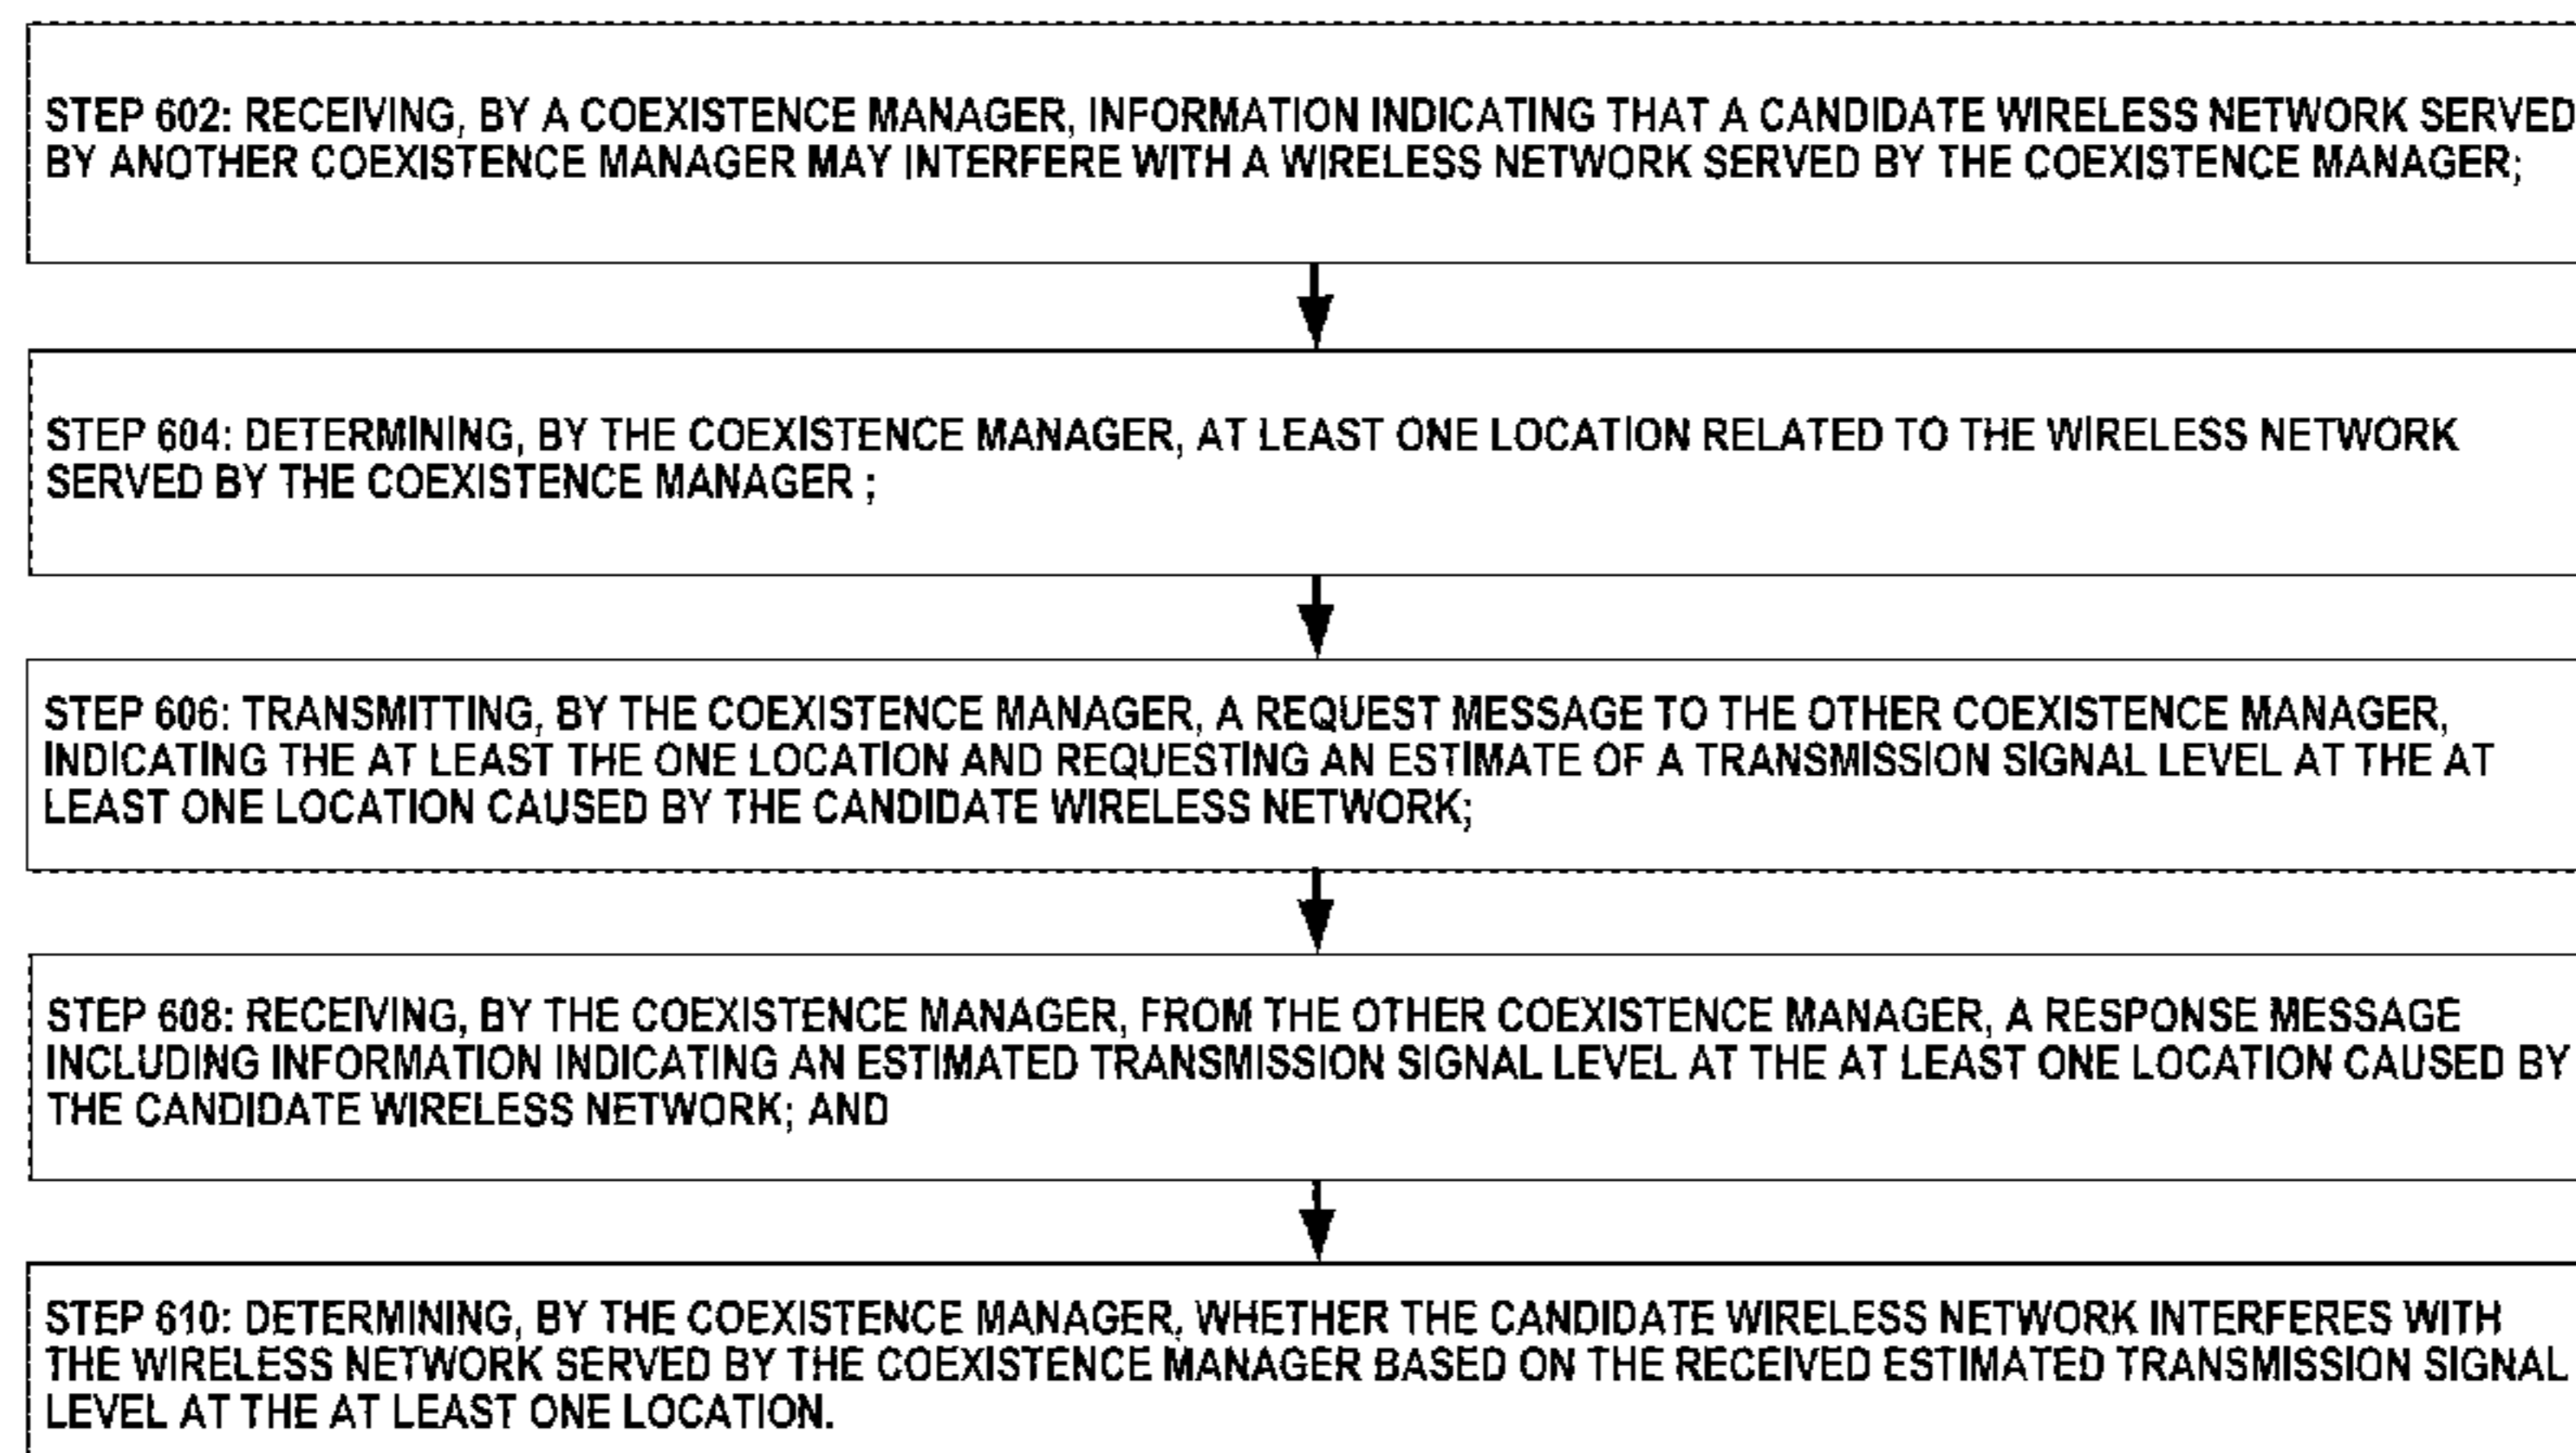 STEP 602: RECEIVING, BY A COEXISTENCE MANAGER, INFORMATION INDICATING THAT A CANDIDATE WIRELESS NETWORK SERVED
BY ANOTHER COEXISTENCE MANAGER MAY INTERFERE WITH A WIRELESS NETWORK SERVED BY THE COEXISTENCE MANAGER;
STEP 604: DETERMINING, BY THE COEXISTENCE MANAGER, AT LEAST ONE LOCATION RELATED TO THE WIRELESS NETWORK
SERVED BY THE COEXISTENCE MANAGER ;
STEP 606: TRANSMITTING, BY THE COEXISTENCE MANAGER, A REQUEST MESSAGE TO THE OTHER COEXISTENCE MANAGER,
INDICATING THE AT LEAST THE ONE LOCATION AND REQUESTING AN ESTIMATE OF A TRANSMISSION SIGNAL LEVEL AT THE AT
LEAST ONE LOCATION CAUSED BY THE CANDIDATE WIRELESS NETWORK;
STEP 608: RECEIVING, BY THE COEXISTENCE MANAGER, FROM THE OTHER COEXISTENCE MANAGER, A RESPONSE MESSAGE
INCLUDING INFORMATION INDICATING AN ESTIMATED TRANSMISSION SIGNAL LEVEL AT THE AT LEAST ONE LOCATION CAUSED BY
THE CANDIDATE WIRELESS NETWORK; AND
STEP 610: DETERMINING, BY THE COEXISTENCE MANAGER, WHETHER THE CANDIDATE WIRELESS NETWORK INTERFERES WITH
THE WIRELESS NETWORK SERVED BY THE COEXISTENCE MANAGER BASED ON THE RECEIVED ESTIMATED TRANSMISSION SIGNAL
LEVEL AT THE AT LEAST ONE LOCATION.